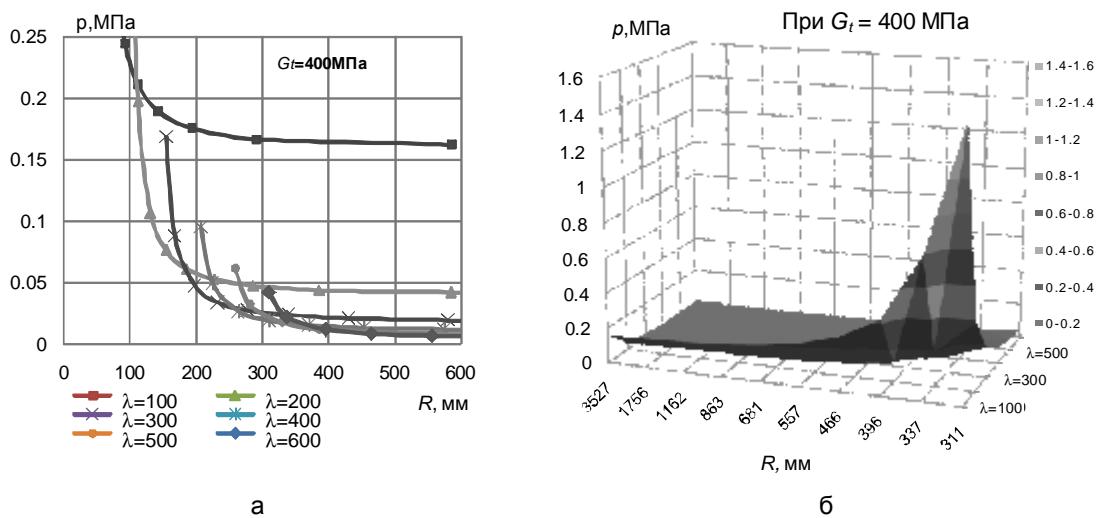 p,МПа
0.25
Gt=400МПа
0.2
0.15
0.1
0.05
0
0 100 200 300 400 500 600
R, мм
λ=100 λ=200
λ=300 λ=400
λ=500 λ=600
а
При Gt = 400 МПа
p,МПа
1.6
1.4
1.2
1
0.8
0.6
0.4
0.2
0
1.4-1.6
1.2-1.4
1-1.2
0.8-1
0.6-0.8
0.4-0.6
0.2-0.4
0-0.2
λ=500
λ=300
λ=100
3527 1756 1162 863 681 557 466 396 337 311
R, мм
б